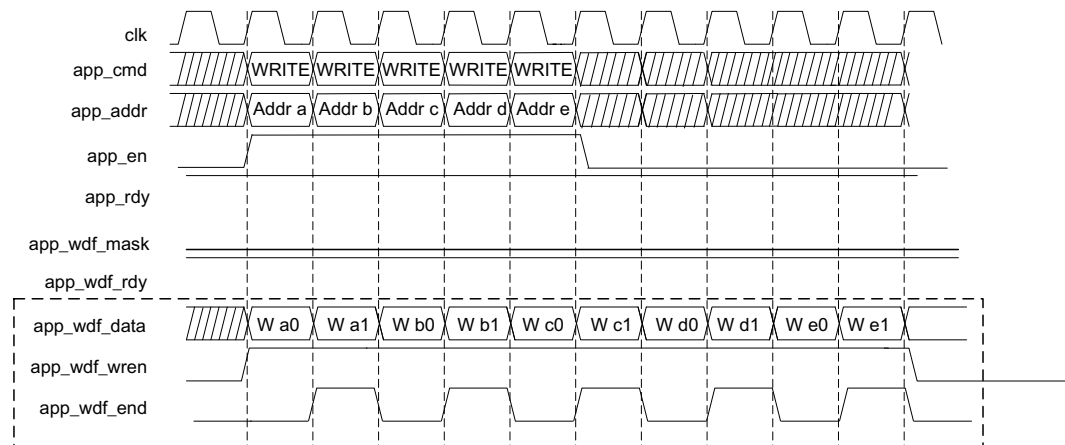 clk
app_cmd WRITE WRITE WRITE WRITE WRITE
app_addr Addr a Addr b Addr c Addr d Addr e
app_en
app_rdy
app_wdf_mask
app_wdf_rdy
app_wdf_data W a0 W a1 W b0 W b1 W c0 W c1 W d0 W d1 W e0 W e1
app_wdf_wren
app_wdf_end